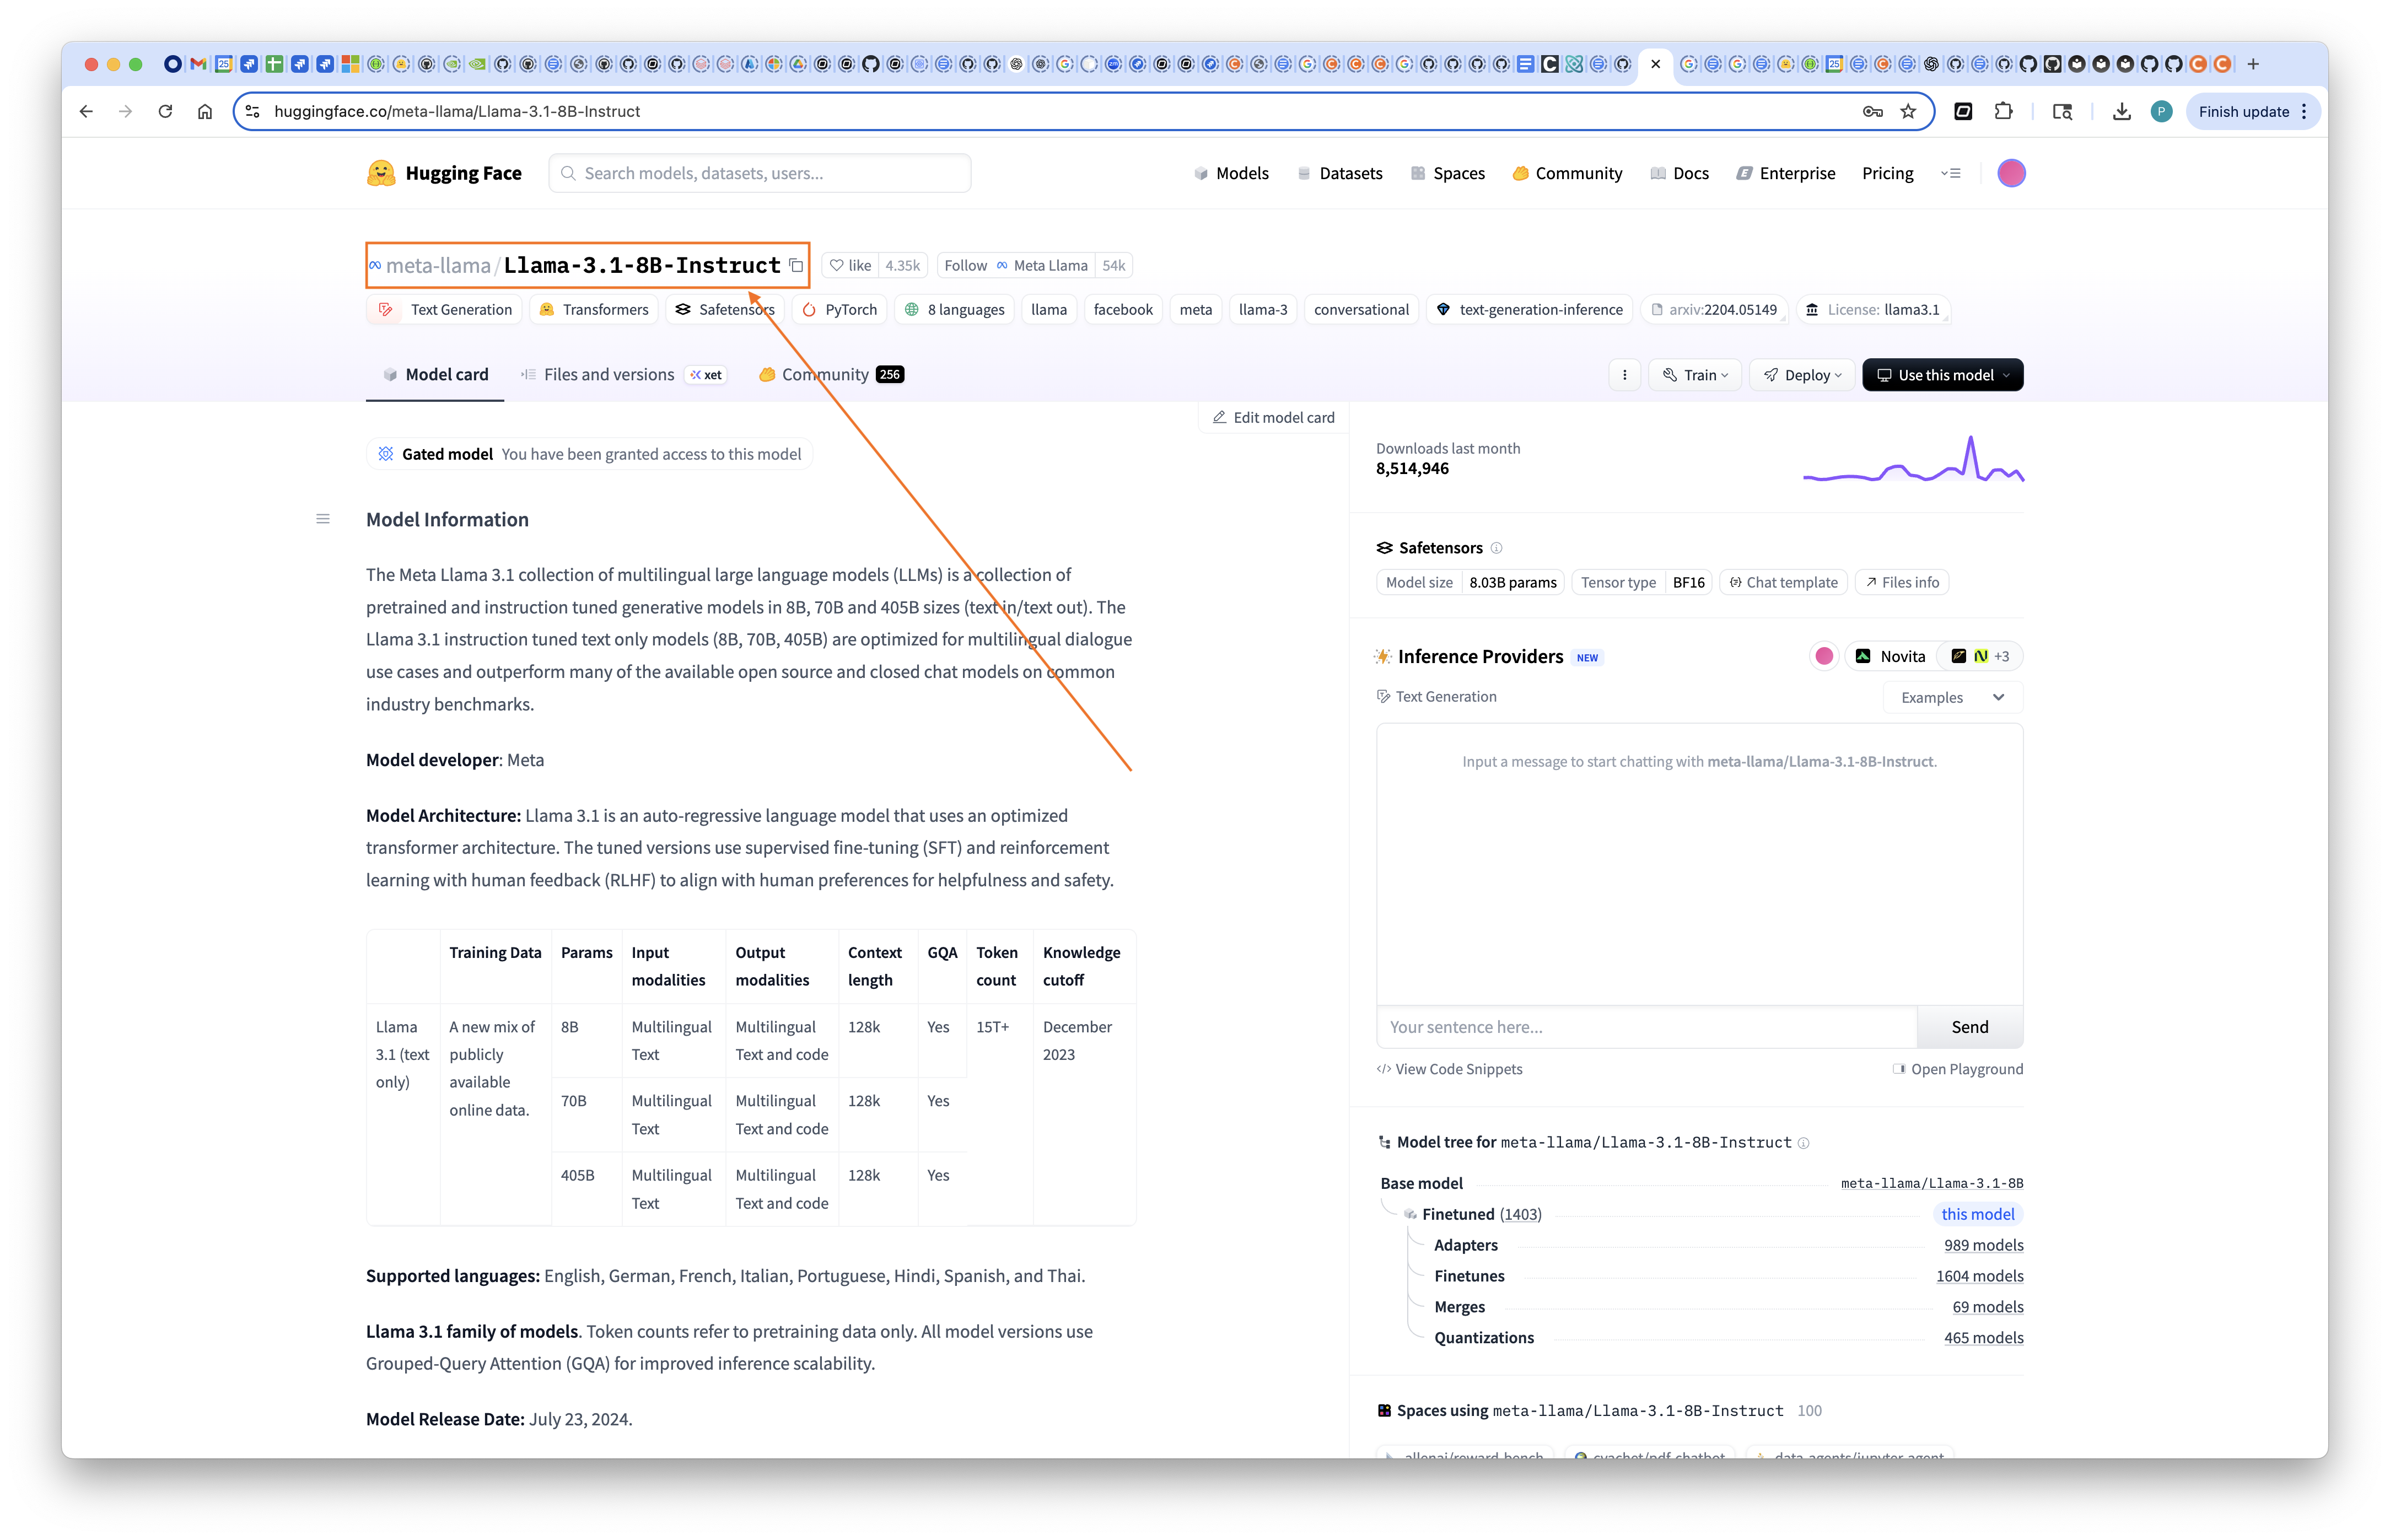 25
25
Finish update
huggingface.co/meta-llama/Llama-3.1-8B-Instruct
P
Hugging Face
Search models, datasets, users...
Models
Datasets
Spaces
Community
Docs
Enterprise
Pricing
meta-llama/Llama-3.1-8B-Instruct
like 4.35k
Follow Meta Llama 54k
Text Generation
Transformers
Safetensors
PyTorch
8 languages
llama
facebook
meta
llama-3
conversational
text-generation-inference
arxiv:2204.05149
License: llama3.1
Model card
Files and versions
xet
Community 256
Train
Deploy
Use this model
Edit model card
Gated model You have been granted access to this model
Model Information
The Meta Llama 3.1 collection of multilingual large language models (LLMs) is a collection of
pretrained and instruction tuned generative models in 8B, 70B and 405B sizes (text in/text out). The
Llama 3.1 instruction tuned text only models (8B, 70B, 405B) are optimized for multilingual dialogue
use cases and outperform many of the available open source and closed chat models on common
industry benchmarks.
Model developer: Meta
Model Architecture: Llama 3.1 is an auto-regressive language model that uses an optimized
transformer architecture. The tuned versions use supervised fine-tuning (SFT) and reinforcement
learning with human feedback (RLHF) to align with human preferences for helpfulness and safety.
Training Data Params Input modalities Output modalities Context length GQA Token count Knowledge cutoff
Llama 3.1 (text only) A new mix of publicly available online data. 8B Multilingual Text Multilingual Text and code 128k Yes 15T+ December 2023
70B Multilingual Text Multilingual Text and code 128k Yes
405B Multilingual Text Multilingual Text and code 128k Yes
Supported languages: English, German, French, Italian, Portuguese, Hindi, Spanish, and Thai.
Llama 3.1 family of models. Token counts refer to pretraining data only. All model versions use
Grouped-Query Attention (GQA) for improved inference scalability.
Model Release Date: July 23, 2024.
Downloads last month
8,514,946
Safetensors
Model size 8.03B params
Tensor type BF16
Chat template
Files info
Inference Providers NEW
Novita
+3
Text Generation
Examples
Input a message to start chatting with meta-llama/Llama-3.1-8B-Instruct.
Your sentence here...
Send
View Code Snippets
Open Playground
Model tree for meta-llama/Llama-3.1-8B-Instruct
Base model meta-llama/Llama-3.1-8B
Finetuned (1403) this model
Adapters 989 models
Finetunes 1604 models
Merges 69 models
Quantizations 465 models
Spaces using meta-llama/Llama-3.1-8B-Instruct 100
allenai/reward-bench
cvachet/pdf-chatbot
data-agents/jupyter-agent